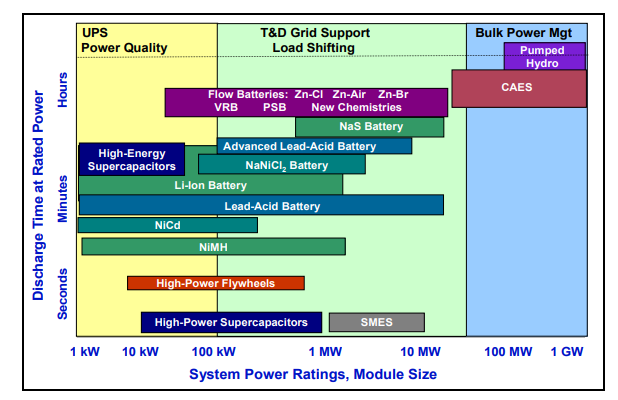 UPS
Power Quality
T&D Grid Support
Load Shifting
Bulk Power Mgt
Pumped
Hydro
CAES
Flow Batteries: Zn-Cl Zn-Air Zn-Br
VRB PSB New Chemistries
NaS Battery
Advanced Lead-Acid Battery
High-Energy
Supercapacitors
NaNiCl2 Battery
Li-Ion Battery
Lead-Acid Battery
NiCd
NiMH
High-Power Flywheels
High-Power Supercapacitors
SMES
Discharge Time at Rated Power
Hours
Minutes
Seconds
1 kW 10 kW 100 kW 1 MW 10 MW 100 MW 1 GW
System Power Ratings, Module Size